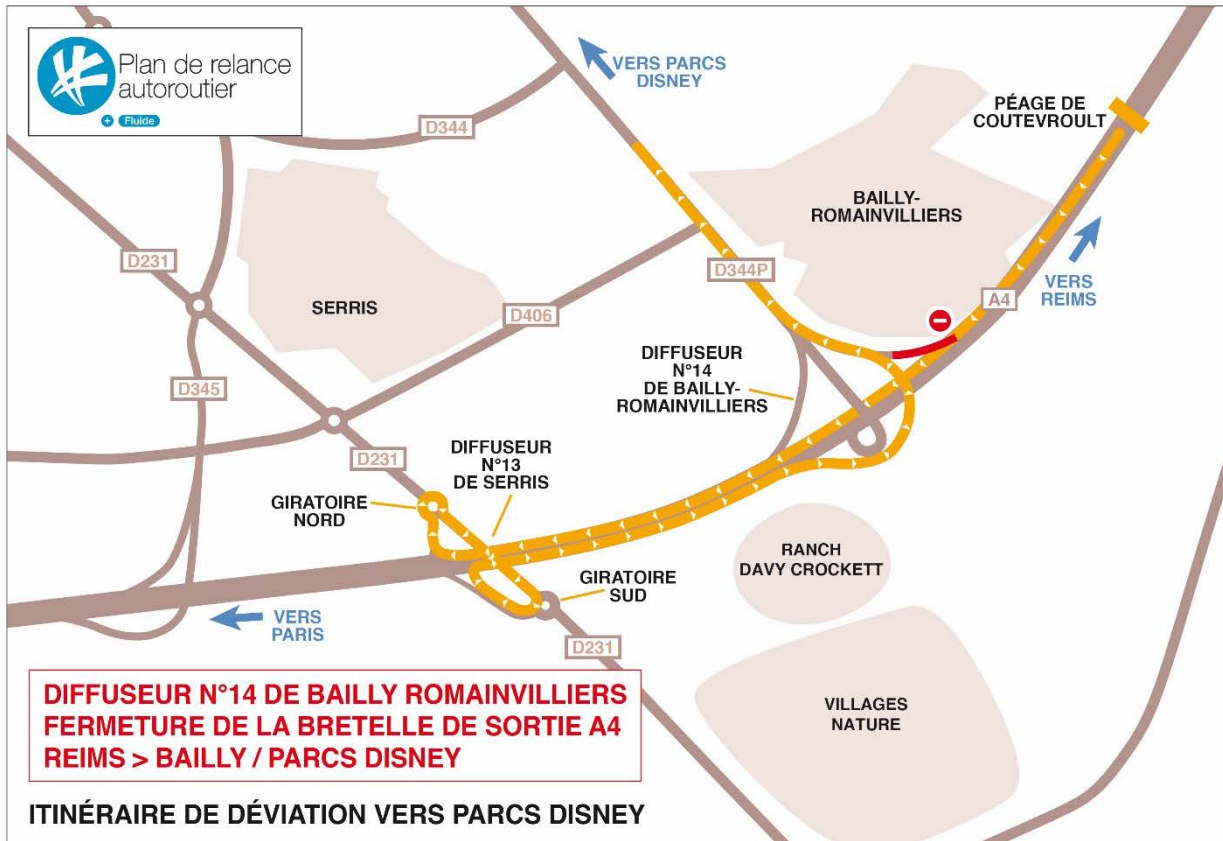 Plan de relance
autoroutier
+ Fluide
VERS PARCS
DISNEY
PÉAGE DE
COUTEVROULT
D344
BAILLY-
ROMAINVILLIERS
D231
D344P
VERS
REIMS
A4
SERRIS
D406
D345
DIFFUSEUR
N°14
DE BAILLY-
ROMAINVILLIERS
D231
DIFFUSEUR
N°13
DE SERRIS
GIRATOIRE
NORD
RANCH
DAVY CROCKETT
GIRATOIRE
SUD
VERS
PARIS
D231
VILLAGES
NATURE
DIFFUSEUR N°14 DE BAILLY ROMAINVILLIERS
FERMETURE DE LA BRETELLE DE SORTIE A4
REIMS > BAILLY / PARCS DISNEY
ITINÉRAIRE DE DÉVIATION VERS PARCS DISNEY